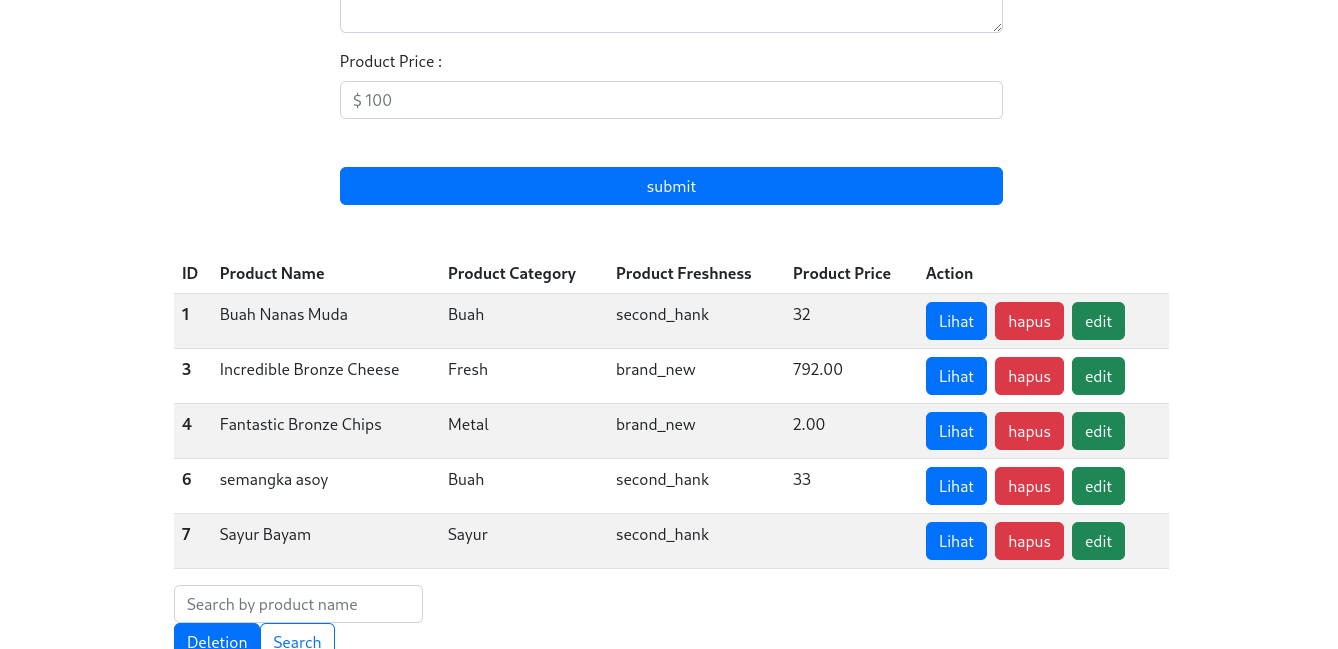 Product Price :
$ 100
submit
ID Product Name Product Category Product Freshness Product Price Action
1 Buah Nanas Muda Buah second_hank 32 Lihat hapus edit
3 Incredible Bronze Cheese Fresh brand_new 792.00 Lihat hapus edit
4 Fantastic Bronze Chips Metal brand_new 2.00 Lihat hapus edit
6 semangka asoy Buah second_hank 33 Lihat hapus edit
7 Sayur Bayam Sayur second_hank Lihat hapus edit
Search by product name
Deletion Search